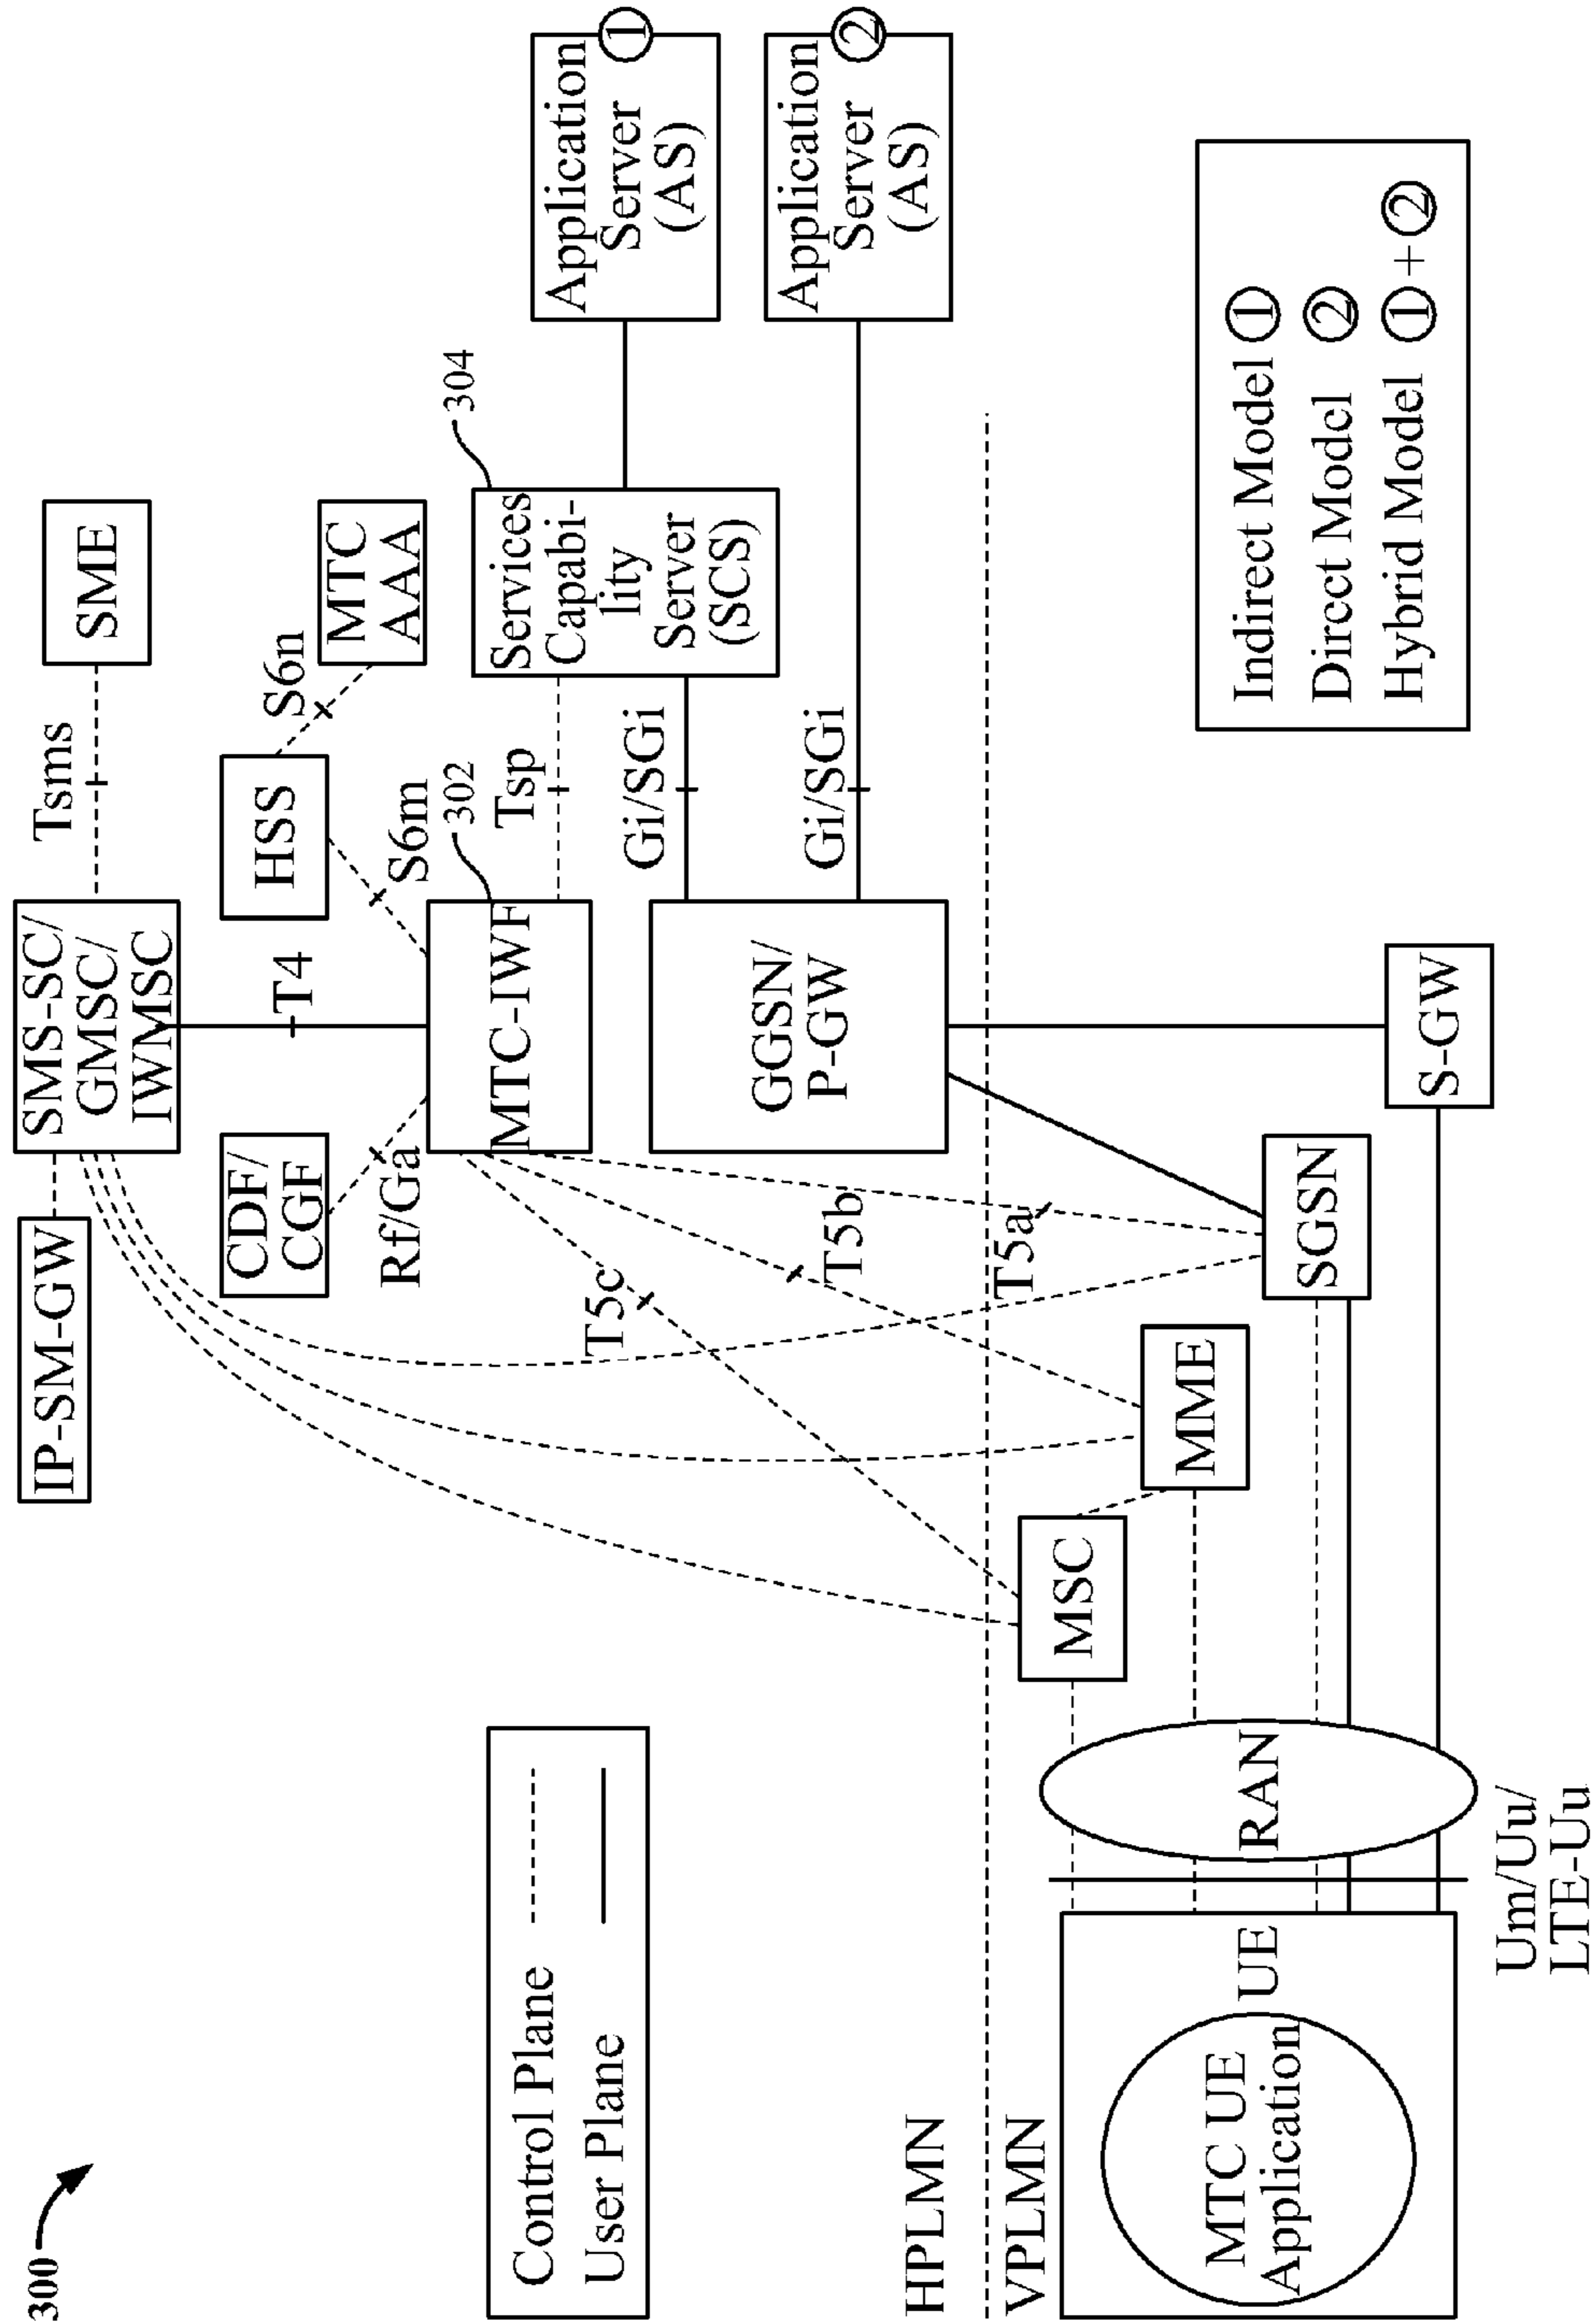 300
IP-SM-GW
SMS-SC/
GMSC/
IWMSC
Tsms
SME
CDF/
CGF
T4
HSS
S6n
MTC
AAA
Rf/Ga
S6m
302
304
MTC-IWF
Tsp
Services
Capabi-
lity
Server
(SCS)
Application
Server
(AS)
1
Control Plane
User Plane
T5c
T5b
T5a
GGSN/
P-GW
Gi/SGi
Gi/SGi
Application
Server
(AS)
2
HPLMN
VPLMN
MTC UE
Application
UE
RAN
Um/Uu/
LTE-Uu
MSC
MME
SGSN
S-GW
Indirect Model ①
Direct Model ②
Hybrid Model ①+②